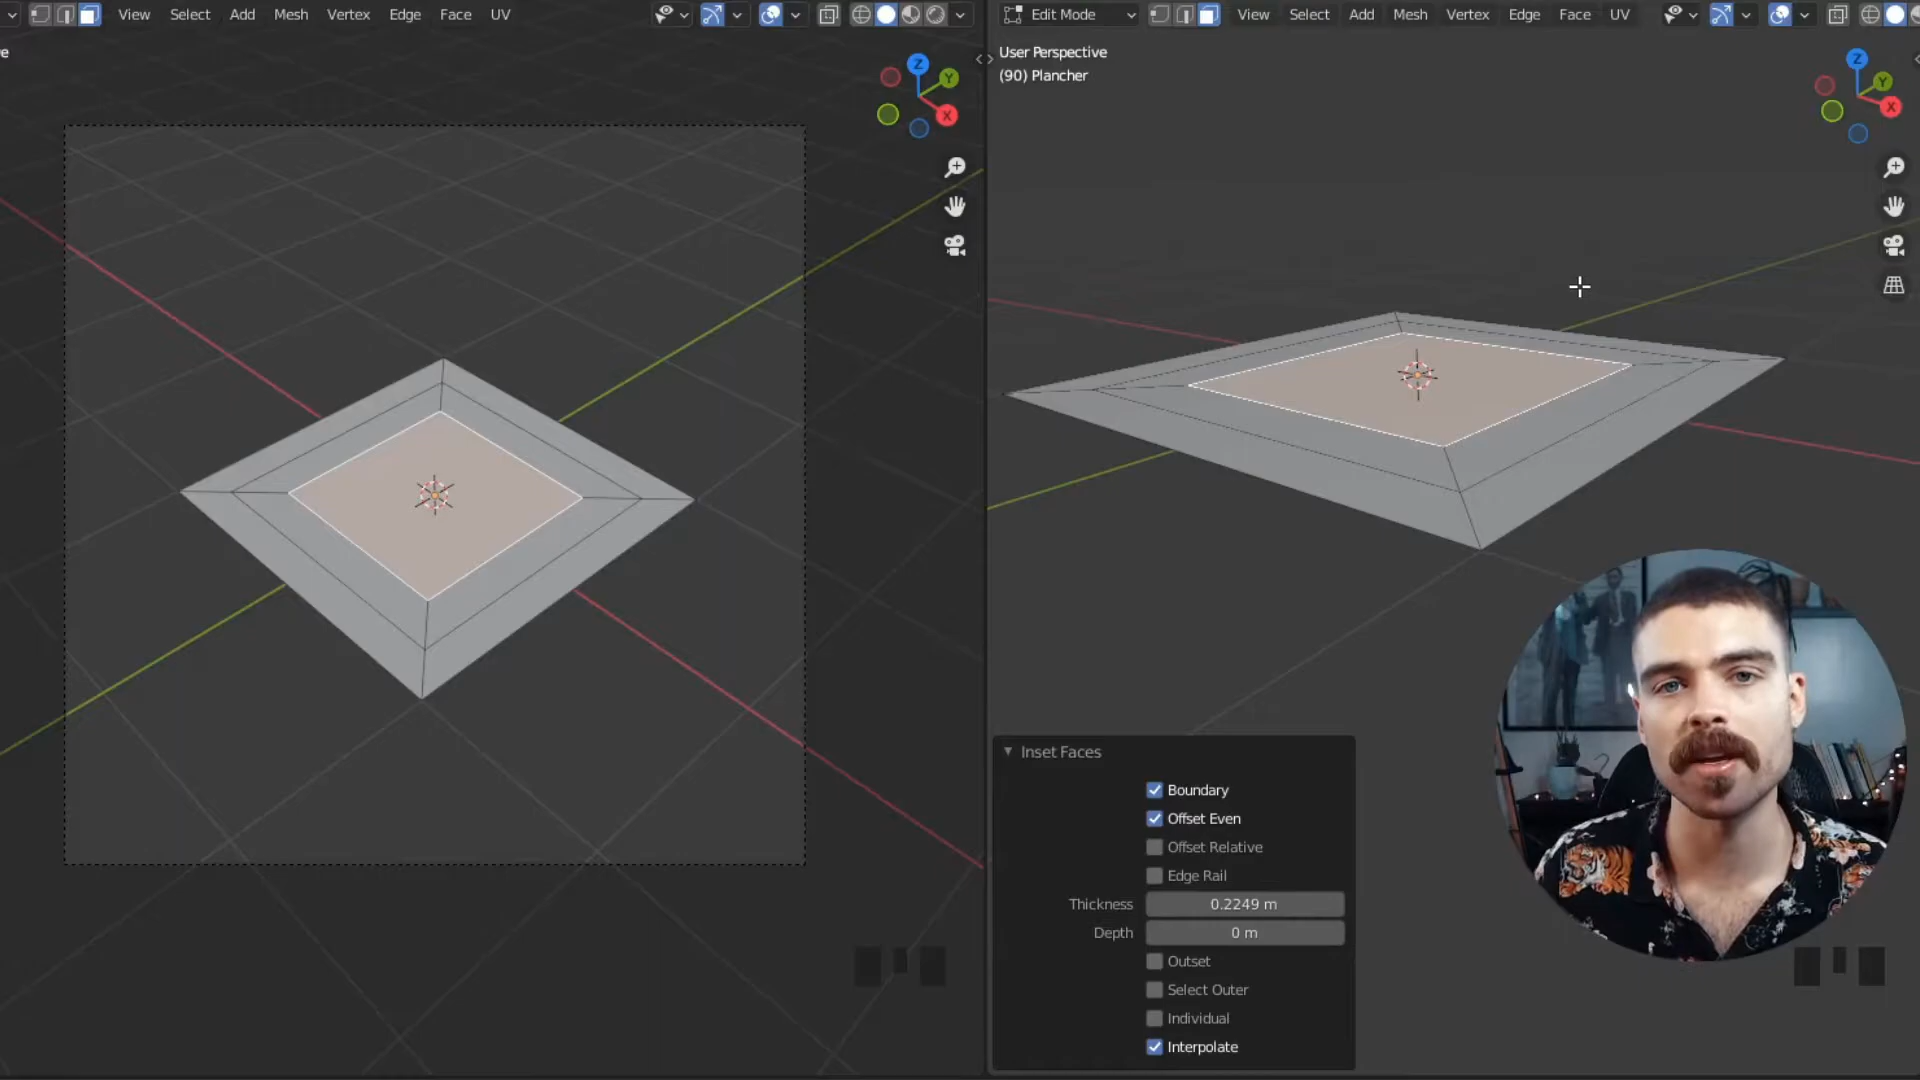 View Select Add Mesh Vertex Edge Face UV
Edit Mode View Select Add Mesh Vertex Edge Face UV
e
User Perspective
(90) Plancher
Z
Y
X
Z
Y
X
Inset Faces
Boundary
Offset Even
Offset Relative
Edge Rail
Thickness 0.2249 m
Depth 0 m
Outset
Select Outer
Individual
Interpolate